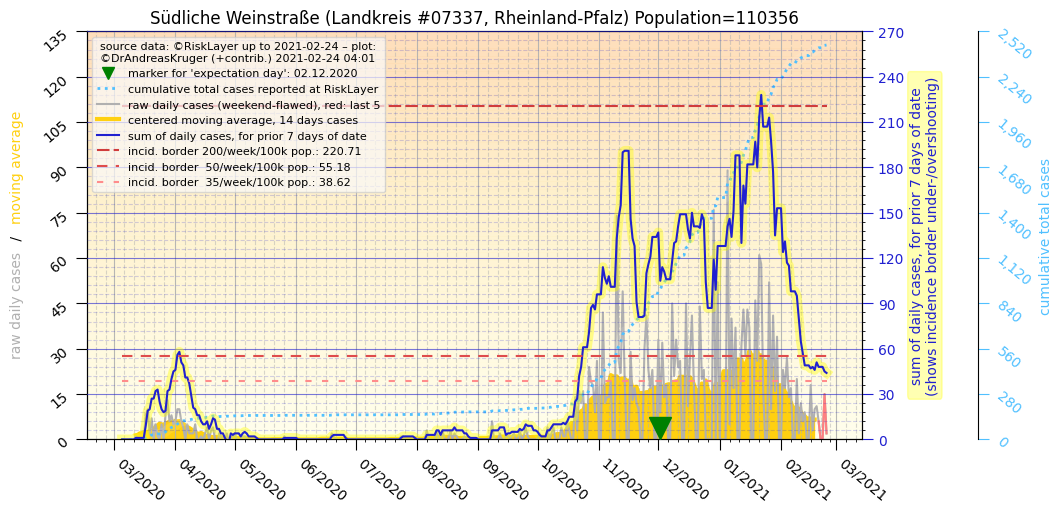 Südliche Weinstraße (Landkreis #07337, Rheinland-Pfalz) Population=110356
source data: ©RiskLayer up to 2021-02-24 – plot:
©DrAndreasKruger (+contrib.) 2021-02-24 04:01
marker for 'expectation day': 02.12.2020
cumulative total cases reported at RiskLayer
raw daily cases (weekend-flawed), red: last 5
centered moving average, 14 days cases
sum of daily cases, for prior 7 days of date
incid. border 200/week/100k pop.: 220.71
incid. border 50/week/100k pop.: 55.18
incid. border 35/week/100k pop.: 38.62
raw daily cases / moving average
135
120
105
90
75
60
45
30
15
0
03/2020
04/2020
05/2020
06/2020
07/2020
08/2020
09/2020
10/2020
11/2020
12/2020
01/2021
02/2021
03/2021
270
240
210
180
150
120
90
60
30
0
sum of daily cases, for prior 7 days of date
(shows incidence border under-/overshooting)
2,520
2,240
1,960
1,680
1,400
1,120
840
560
280
0
cumulative total cases